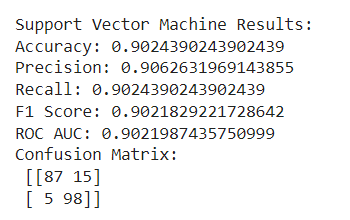 Support Vector Machine Results:
Accuracy: 0.9024390243902439
Precision: 0.9062631969143855
Recall: 0.9024390243902439
F1 Score: 0.9021829221728642
ROC AUC: 0.9021987435750999
Confusion Matrix:
[[87 15]
[ 5 98]]